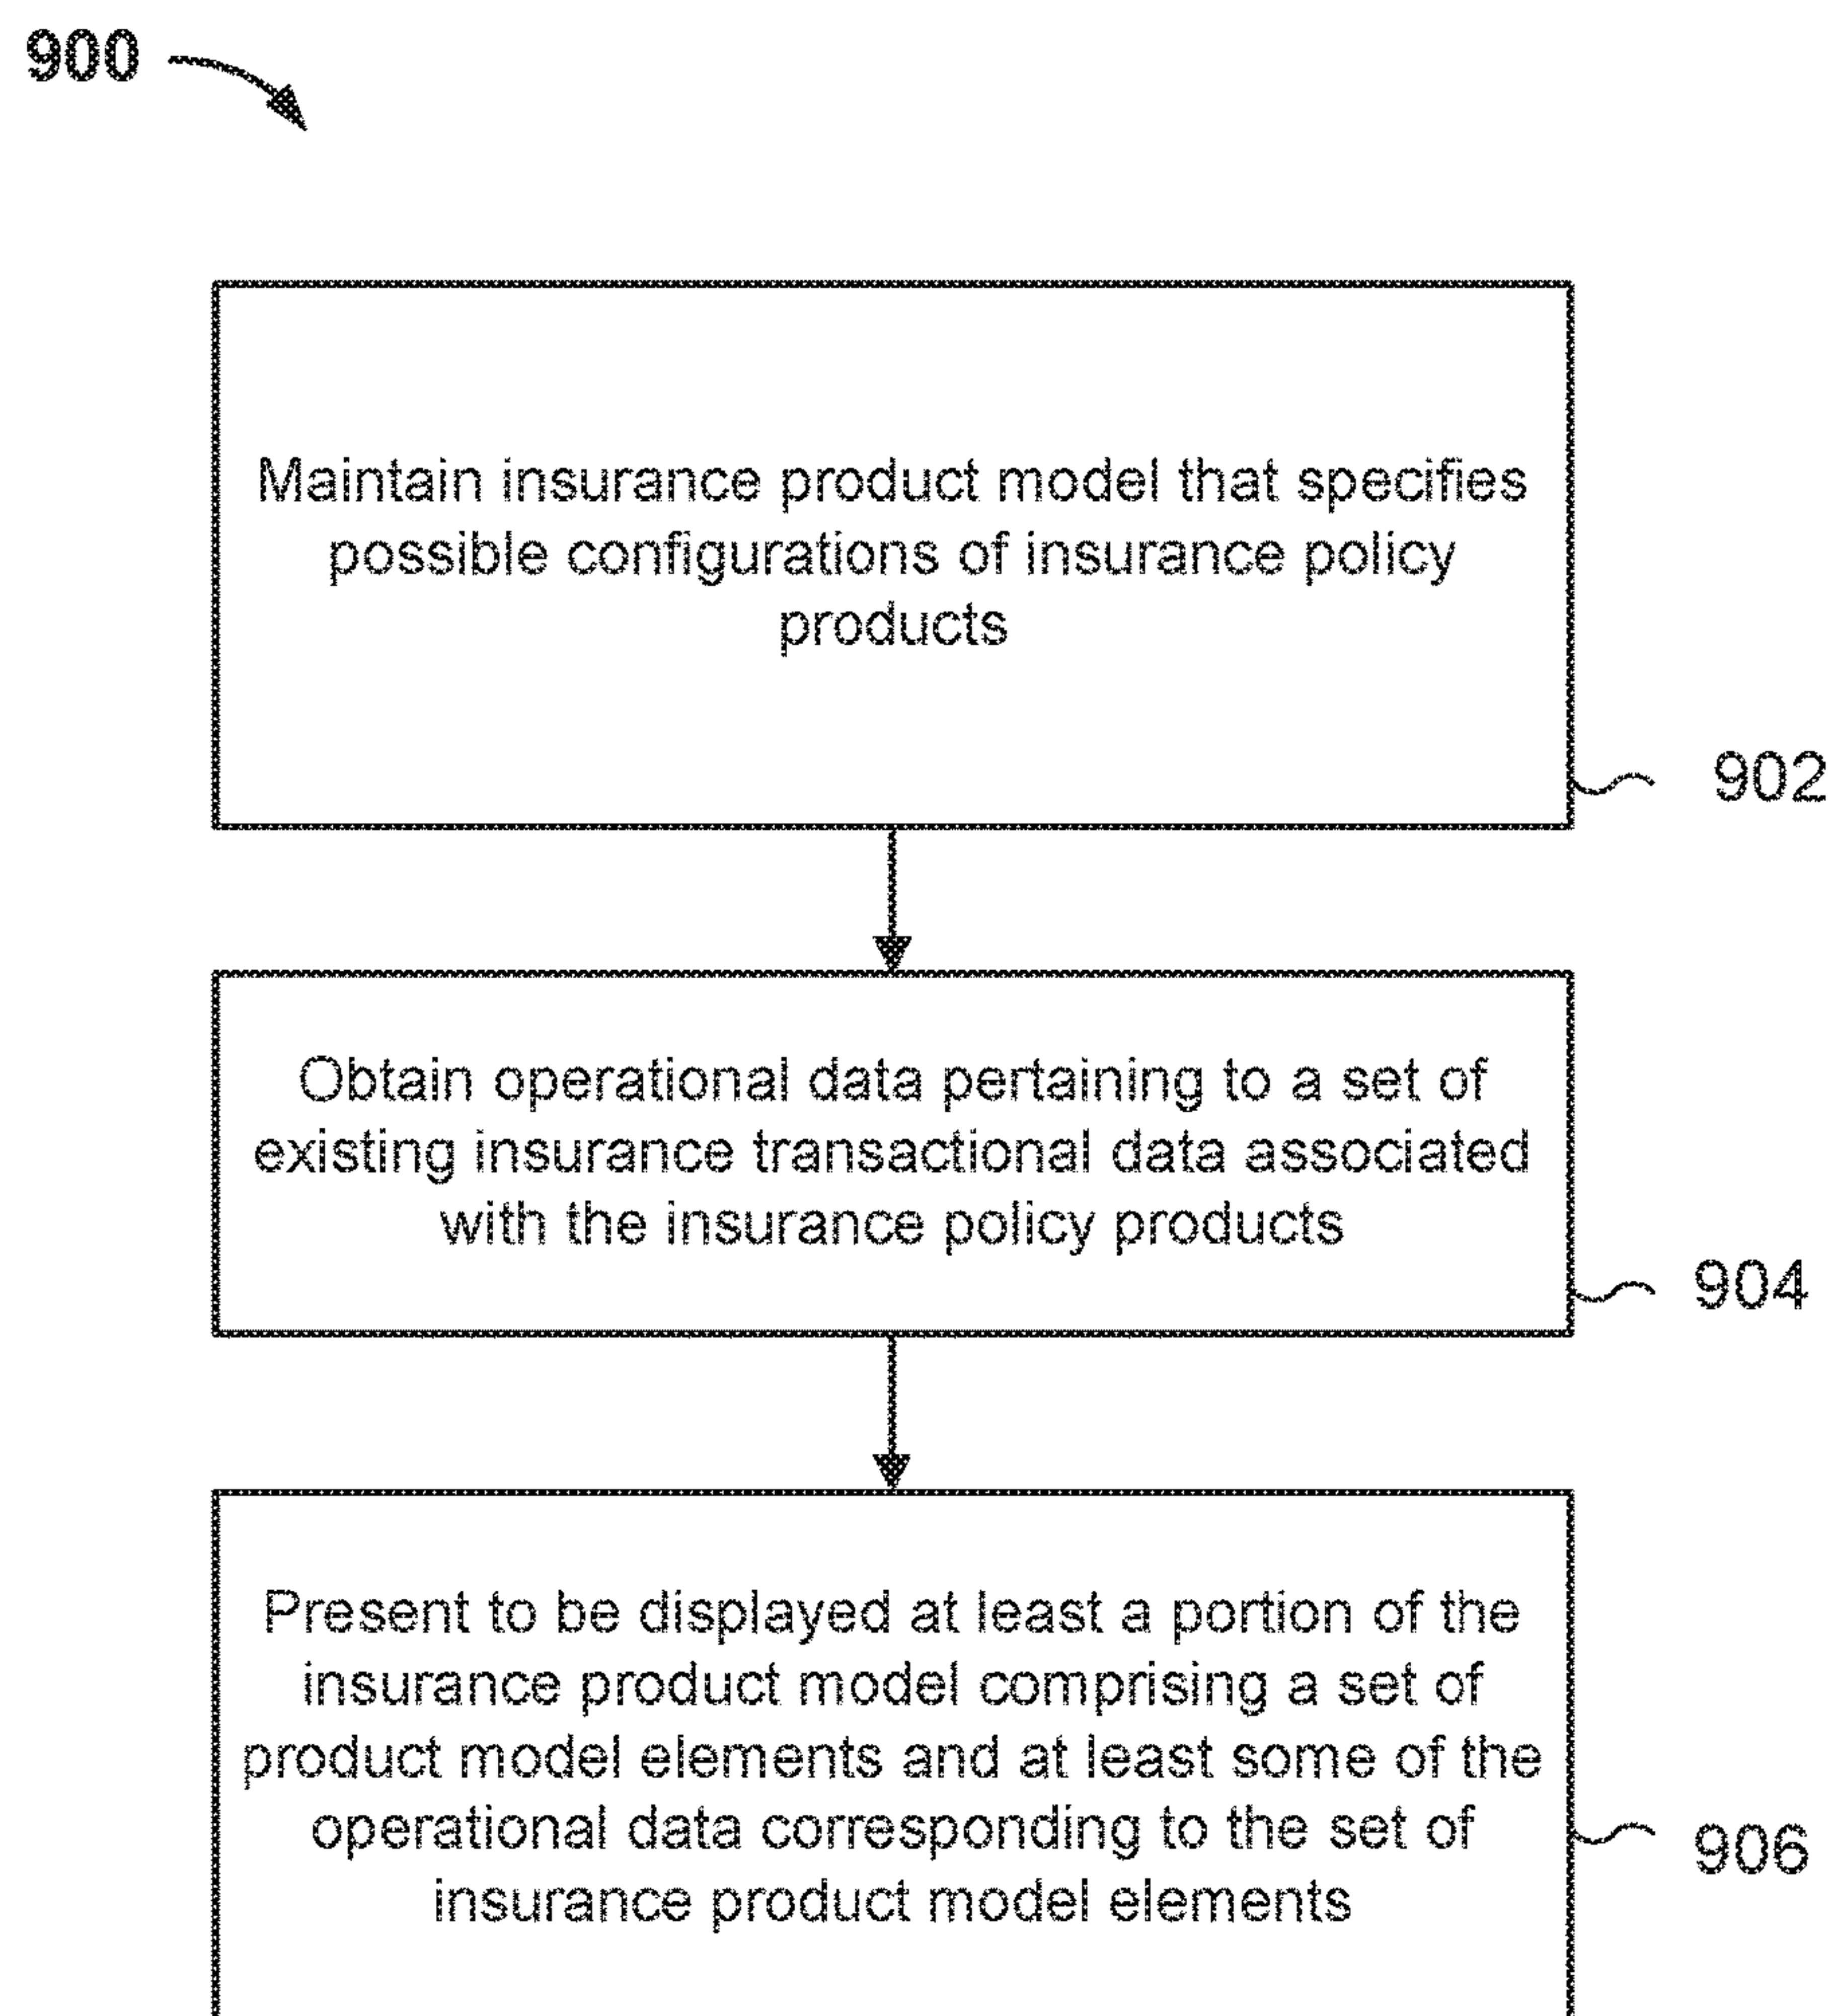 900
Maintain insurance product model that specifies
possible configurations of insurance policy
products
902
Obtain operational data pertaining to a set of
existing insurance transactional data associated
with the insurance policy products
904
Present to be displayed at least a portion of the
insurance product model comprising a set of
product model elements and at least some of the
operational data corresponding to the set of
insurance product model elements
906